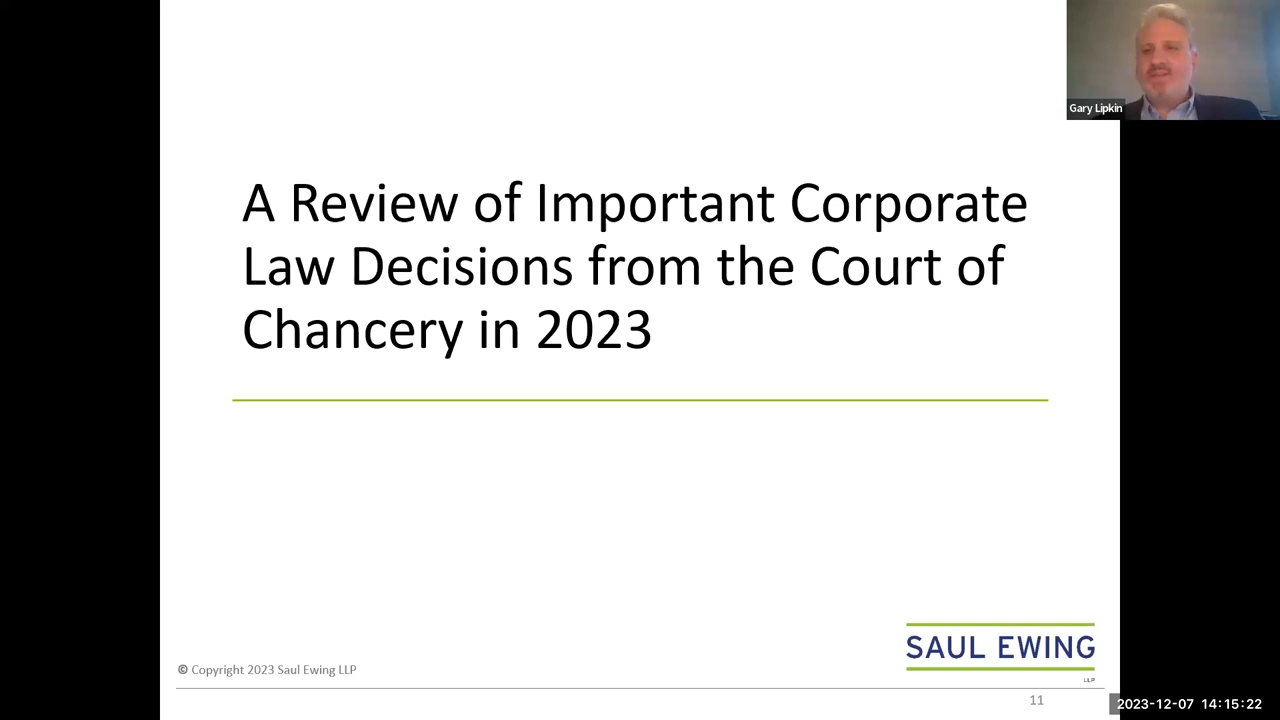 Gary Lipkin
A Review of Important Corporate
Law Decisions from the Court of
Chancery in 2023
SAUL EWING
LLP
© Copyright 2023 Saul Ewing LLP
11
2023-12-07 14:15:22